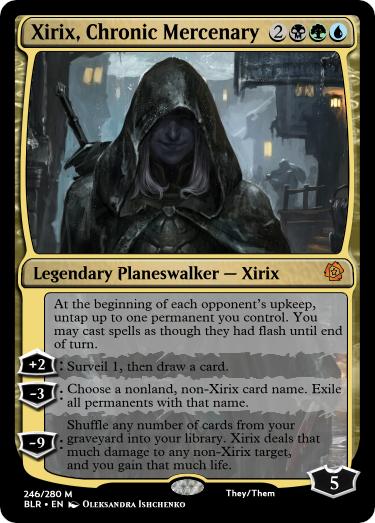 Xirix, Chronic Mercenary 2
Legendary Planeswalker — Xirix
At the beginning of each opponent's upkeep,
untap up to one permanent you control. You
may cast spells as though they had flash until end
of turn.
+2: Surveil 1, then draw a card.
-3: Choose a nonland, non-Xirix card name. Exile
all permanents with that name.
Shuffle any number of cards from your
graveyard into your library. Xirix deals that
-9: much damage to any non-Xirix target,
and you gain that much life.
246/280 M They/Them 5
BLR • EN Oleksandra Ishchenko